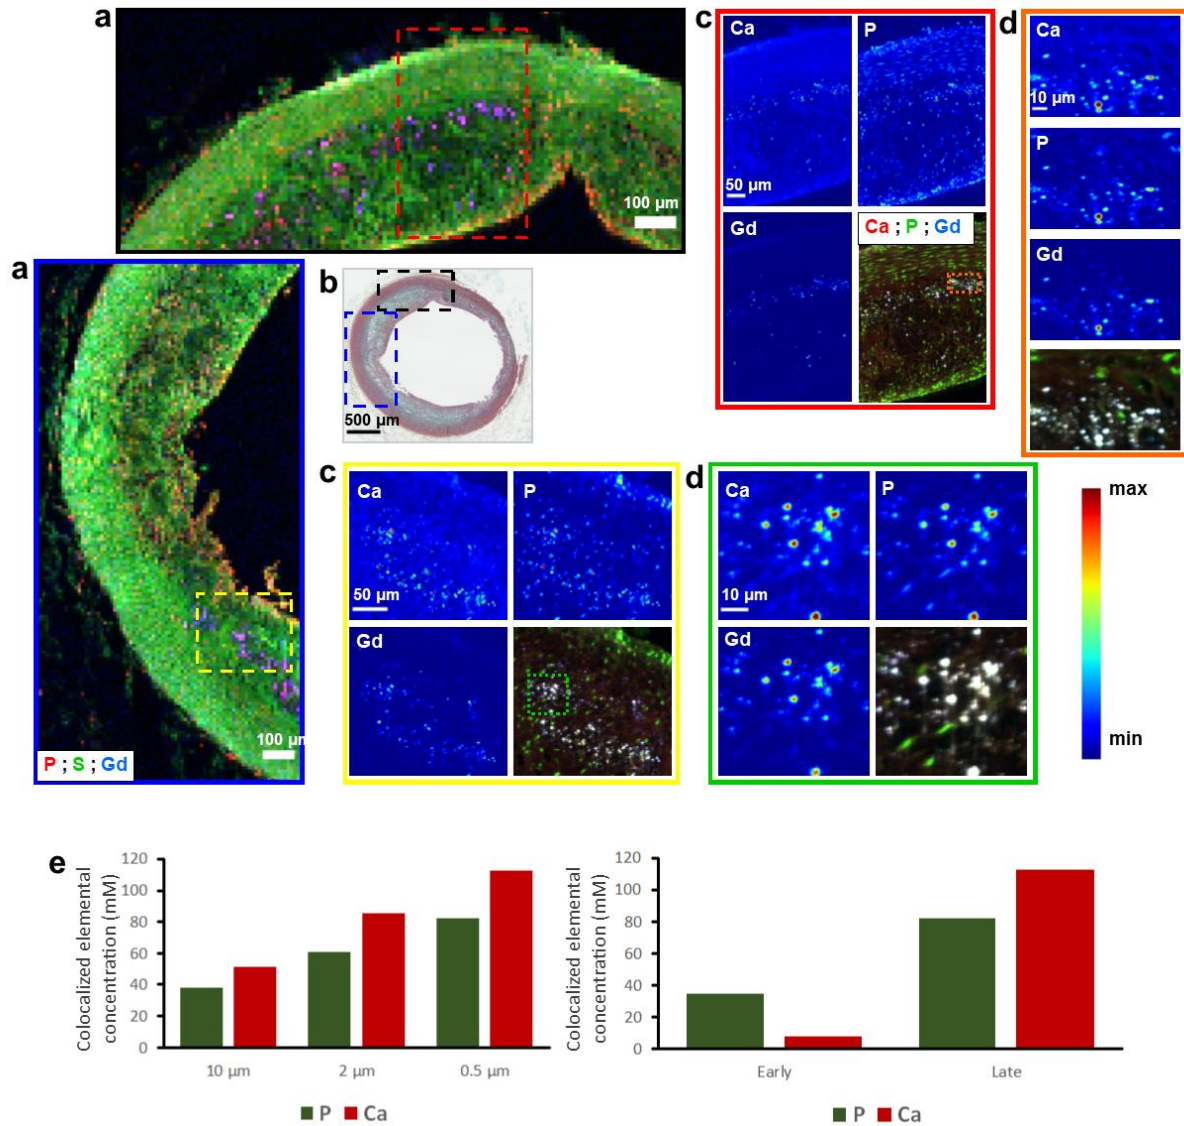 a
100 µm
a
P ; S ; Gd
100 µm
b
500 µm
c
Ca
P
50 µm
Gd
Ca ; P ; Gd
d
Ca
10 µm
P
Gd
c
Ca
P
50 µm
Gd
d
Ca
P
10 µm
Gd
max
min
e
Colocalized elemental
concentration (mM)
120
100
80
60
40
20
0
10 µm
2 µm
0.5 µm
P
Ca
Colocalized elemental
concentration (mM)
120
100
80
60
40
20
0
Early
Late
P
Ca